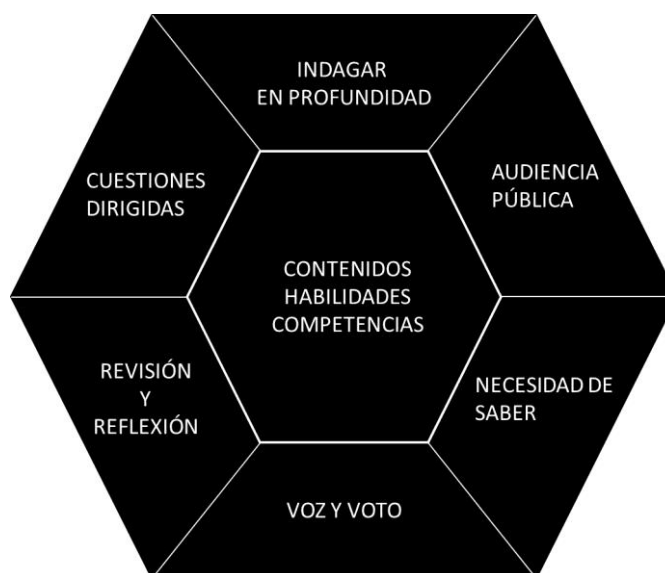 INDAGAR
EN PROFUNDIDAD
AUDIENCIA
PÚBLICA
CUESTIONES
DIRIGIDAS
CONTENIDOS
HABILIDADES
COMPETENCIAS
REVISIÓN
Y
REFLEXIÓN
NECESIDAD DE
SABER
VOZ Y VOTO